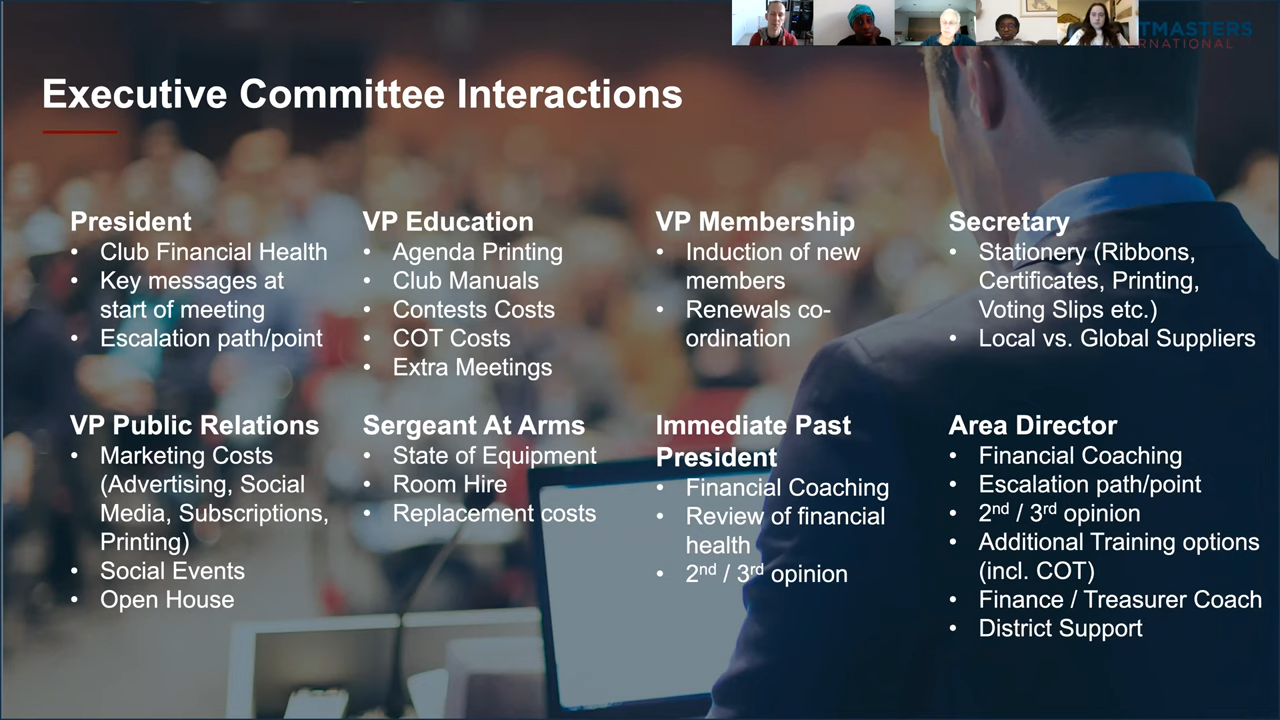 TMASTERS
ERNATIONAL
Executive Committee Interactions
President
• Club Financial Health
• Key messages at
start of meeting
• Escalation path/point
VP Education
• Agenda Printing
• Club Manuals
• Contests Costs
• COT Costs
• Extra Meetings
VP Membership
• Induction of new
members
• Renewals co-
ordination
Secretary
• Stationery (Ribbons,
Certificates, Printing,
Voting Slips etc.)
• Local vs. Global Suppliers
VP Public Relations
• Marketing Costs
(Advertising, Social
Media, Subscriptions,
Printing)
• Social Events
• Open House
Sergeant At Arms
• State of Equipment
• Room Hire
• Replacement costs
Immediate Past
President
• Financial Coaching
• Review of financial
health
• 2nd / 3rd opinion
Area Director
• Financial Coaching
• Escalation path/point
• 2nd / 3rd opinion
• Additional Training options
(incl. COT)
• Finance / Treasurer Coach
• District Support